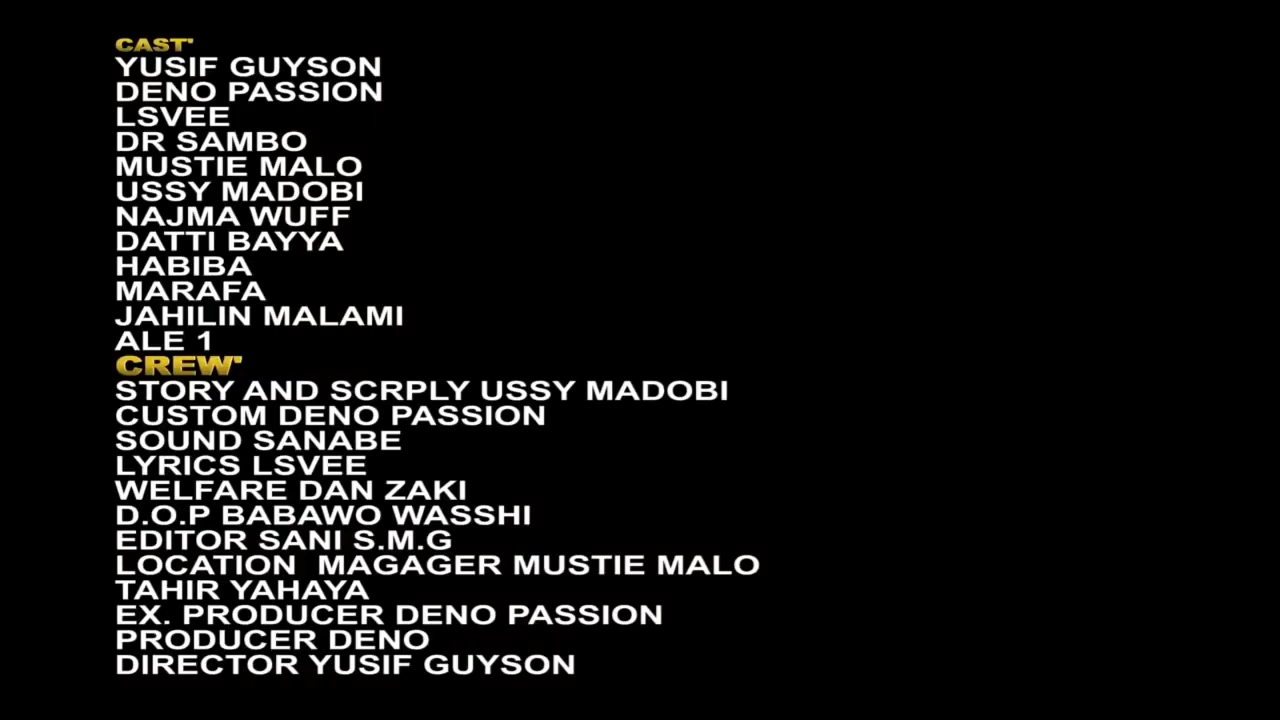 CAST'
YUSIF GUYSON
DENO PASSION
LSVEE
DR SAMBO
MUSTIE MALO
USSY MADOBI
NAJMA WUFF
DATTI BAYYA
HABIBA
MARAFA
JAHILIN MALAMI
ALE 1
CREW'
STORY AND SCRPLY USSY MADOBI
CUSTOM DENO PASSION
SOUND SANABE
LYRICS LSVEE
WELFARE DAN ZAKI
D.O.P BABAWO WASSHI
EDITOR SANI S.M.G
LOCATION  MAGAGER MUSTIE MALO
TAHIR YAHAYA
EX. PRODUCER DENO PASSION
PRODUCER DENO
DIRECTOR YUSIF GUYSON